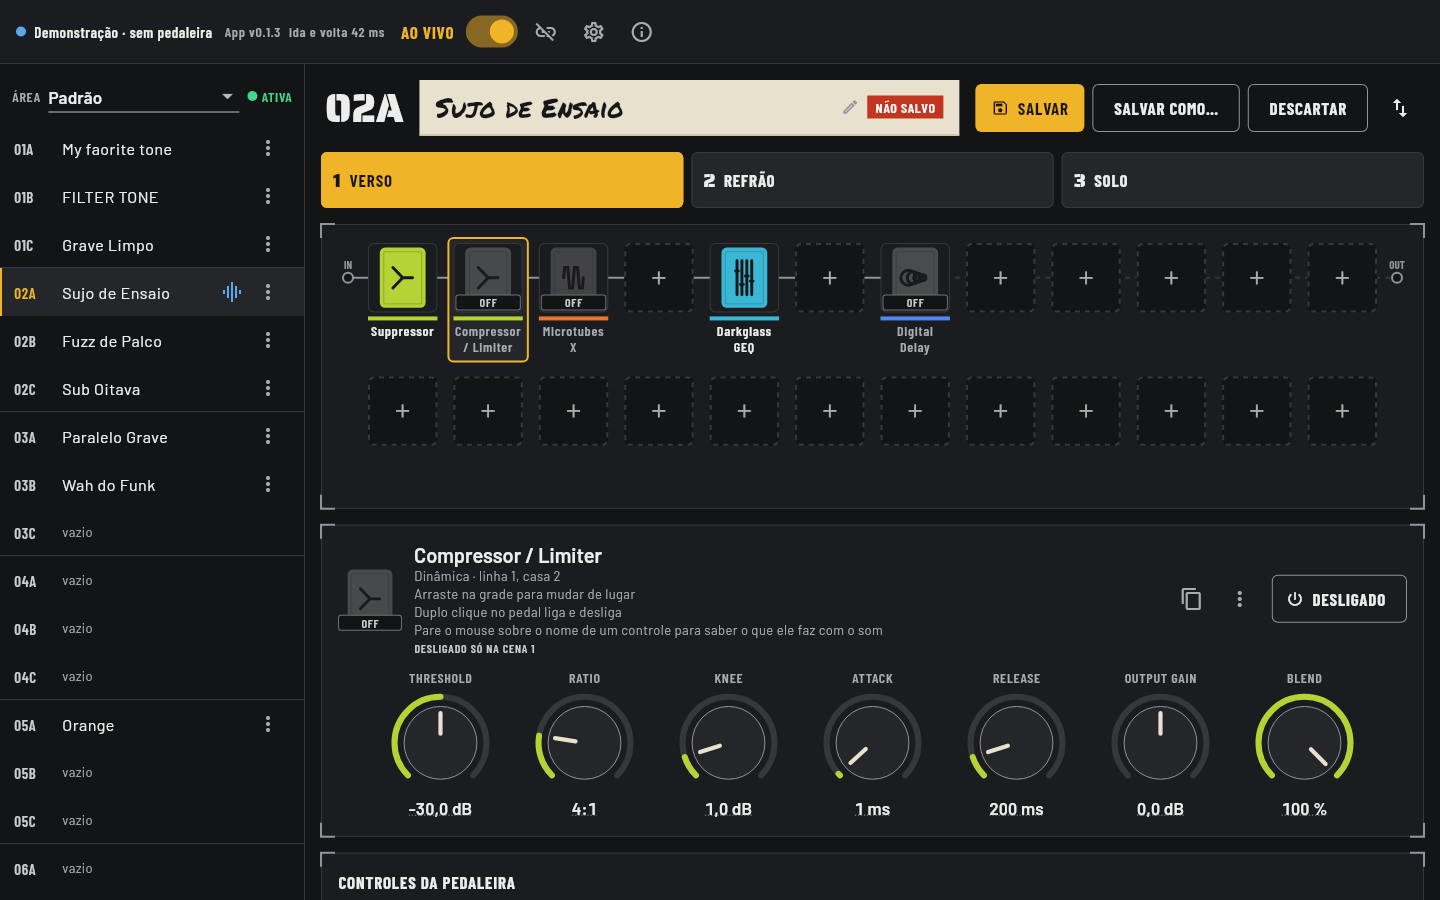 Demonstração · sem pedaleira App v0.1.3 Ida e volta 42 ms AO VIVO
ÁREA Padrão ATIVA
01A My faorite tone
01B FILTER TONE
01C Grave Limpo
02A Sujo de Ensaio
02B Fuzz de Palco
02C Sub Oitava
03A Paralelo Grave
03B Wah do Funk
03C vazio
04A vazio
04B vazio
04C vazio
05A Orange
05B vazio
05C vazio
06A vazio
02A Sujo de Ensaio NÃO SALVO SALVAR SALVAR COMO... DESCARTAR
1 VERSO 2 REFRÃO 3 SOLO
IN OUT
OFF OFF OFF
Suppressor Compressor Microtubes Darkglass Digital
/ Limiter X GEQ Delay
Compressor / Limiter
Dinâmica · linha 1, casa 2
Arraste na grade para mudar de lugar
Duplo clique no pedal liga e desliga
Pare o mouse sobre o nome de um controle para saber o que ele faz com o som
DESLIGADO SÓ NA CENA 1
OFF
DESLIGADO
THRESHOLD RATIO KNEE ATTACK RELEASE OUTPUT GAIN BLEND
-30,0 dB 4:1 1,0 dB 1 ms 200 ms 0,0 dB 100 %
CONTROLES DA PEDALEIRA